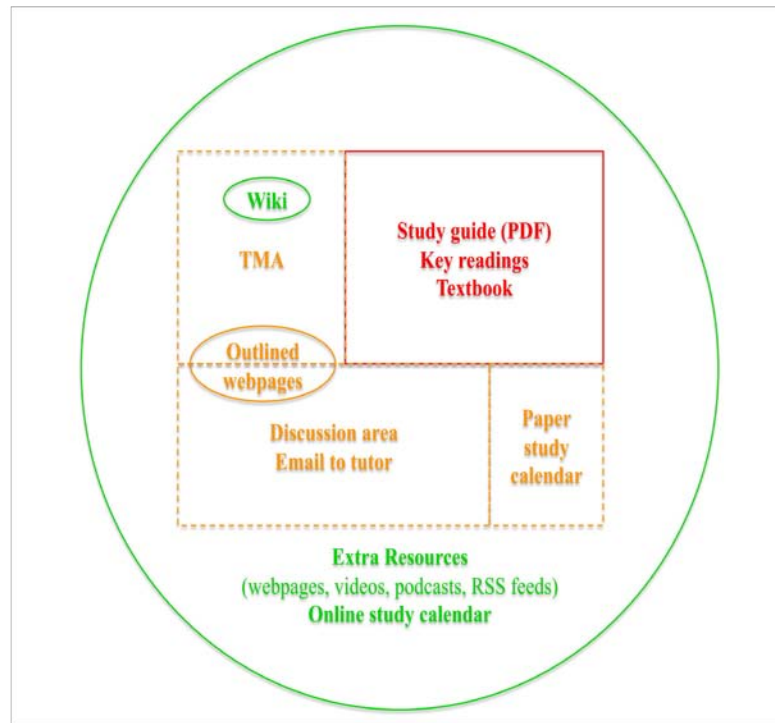 Wiki
TMA
Study guide (PDF)
Key readings
Textbook
Outlined
webpages
Discussion area
Email to tutor
Paper
study
calendar
Extra Resources
(webpages, videos, podcasts, RSS feeds)
Online study calendar